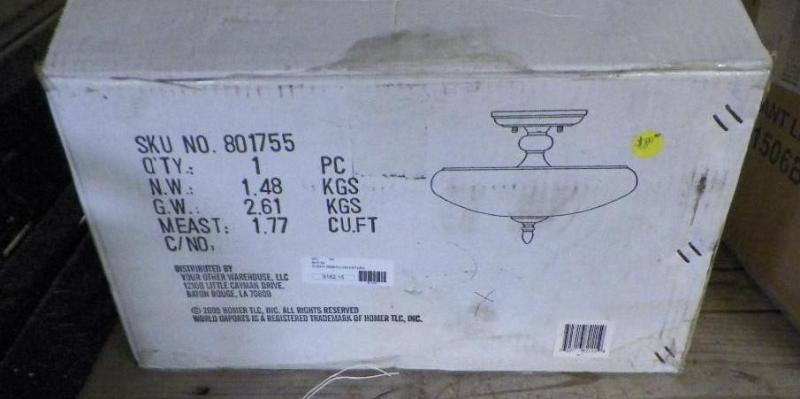 SKU NO. 801755
Q'TY.: 1 PC
N.W.: 1.48 KGS
G.W.: 2.61 KGS
MEAST: 1.77 CU.FT
C/NO,
DISTRIBUTED BY
YOUR OTHER WAREHOUSE, LLC
12100 LITTLE CAYMAN DRIVE.
BATON ROUGE, LA 70809
© 2005 HOMER TLC, INC. ALL RIGHTS RESERVED
WORLD IMPORTS IS A REGISTERED TRADEMARK OF HOMER TLC, INC.